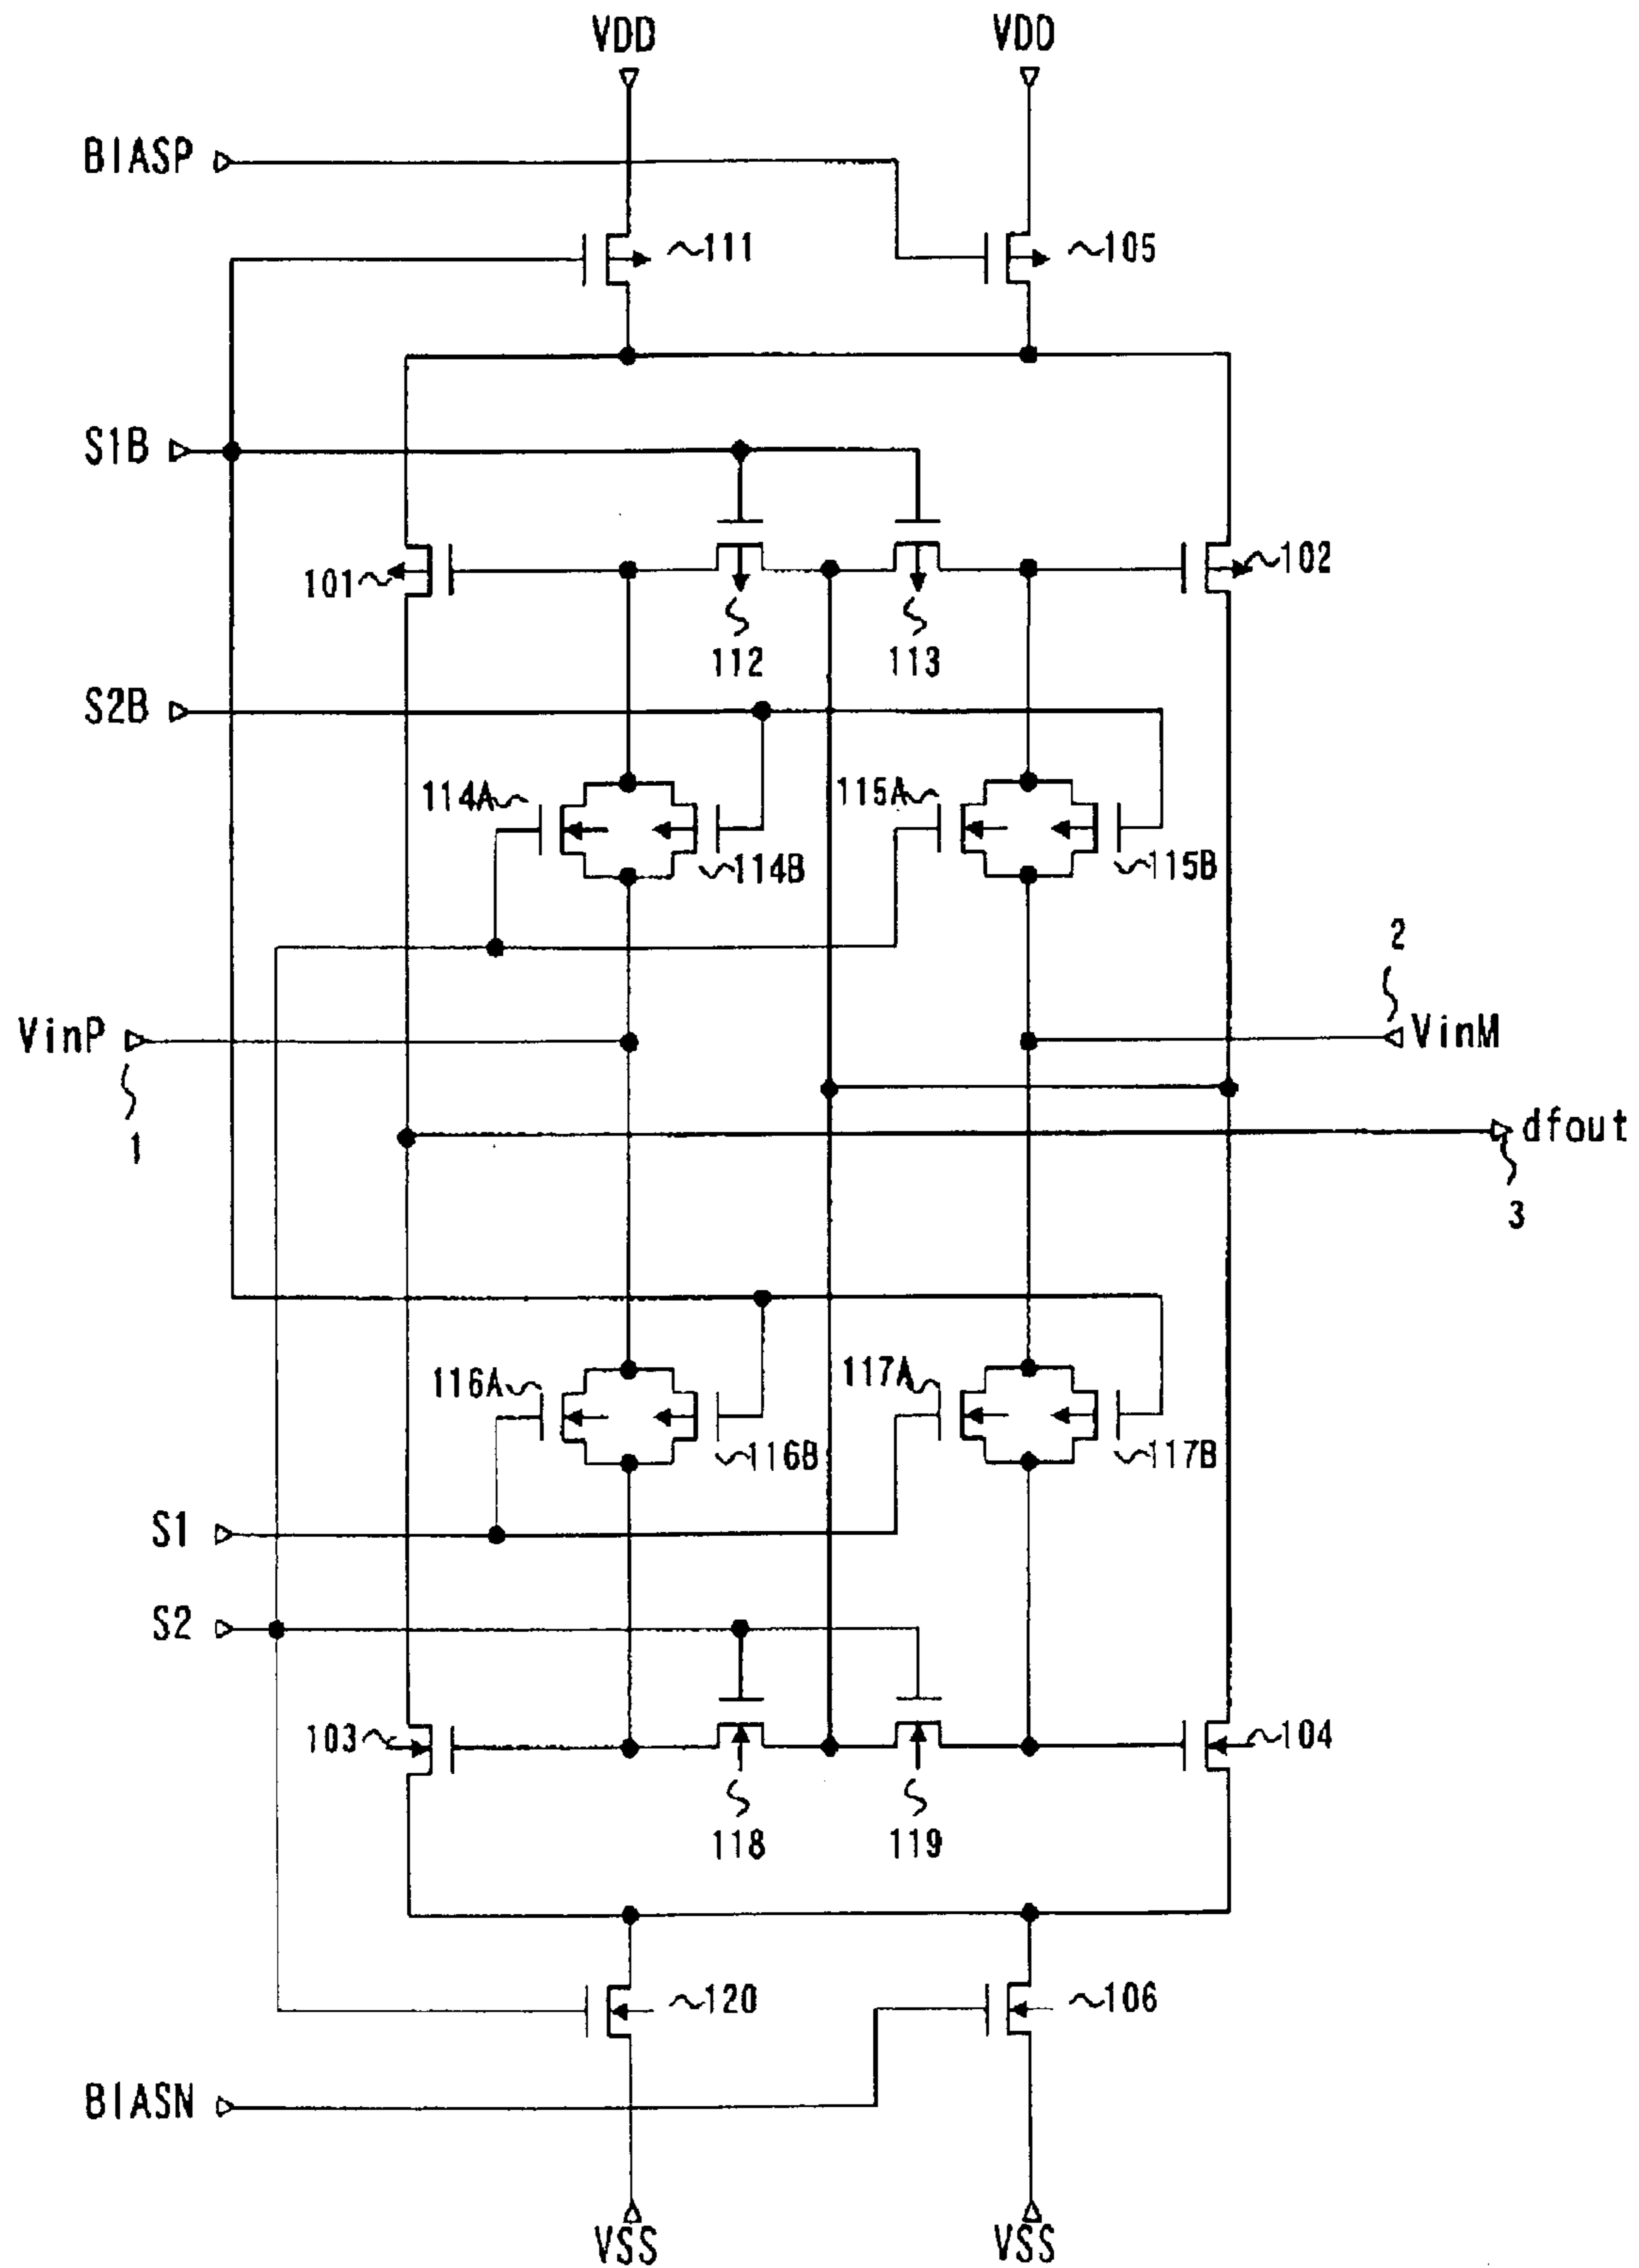 VDD VDD
BIASP
111 105
S1B
101 102
112 113
S2B
114A 115A
114B 115B
2
VinP VinM
1
dfout
3
116A 117A
116B 117B
S1
S2
103 104
118 119
120 106
BIASN
VSS VSS